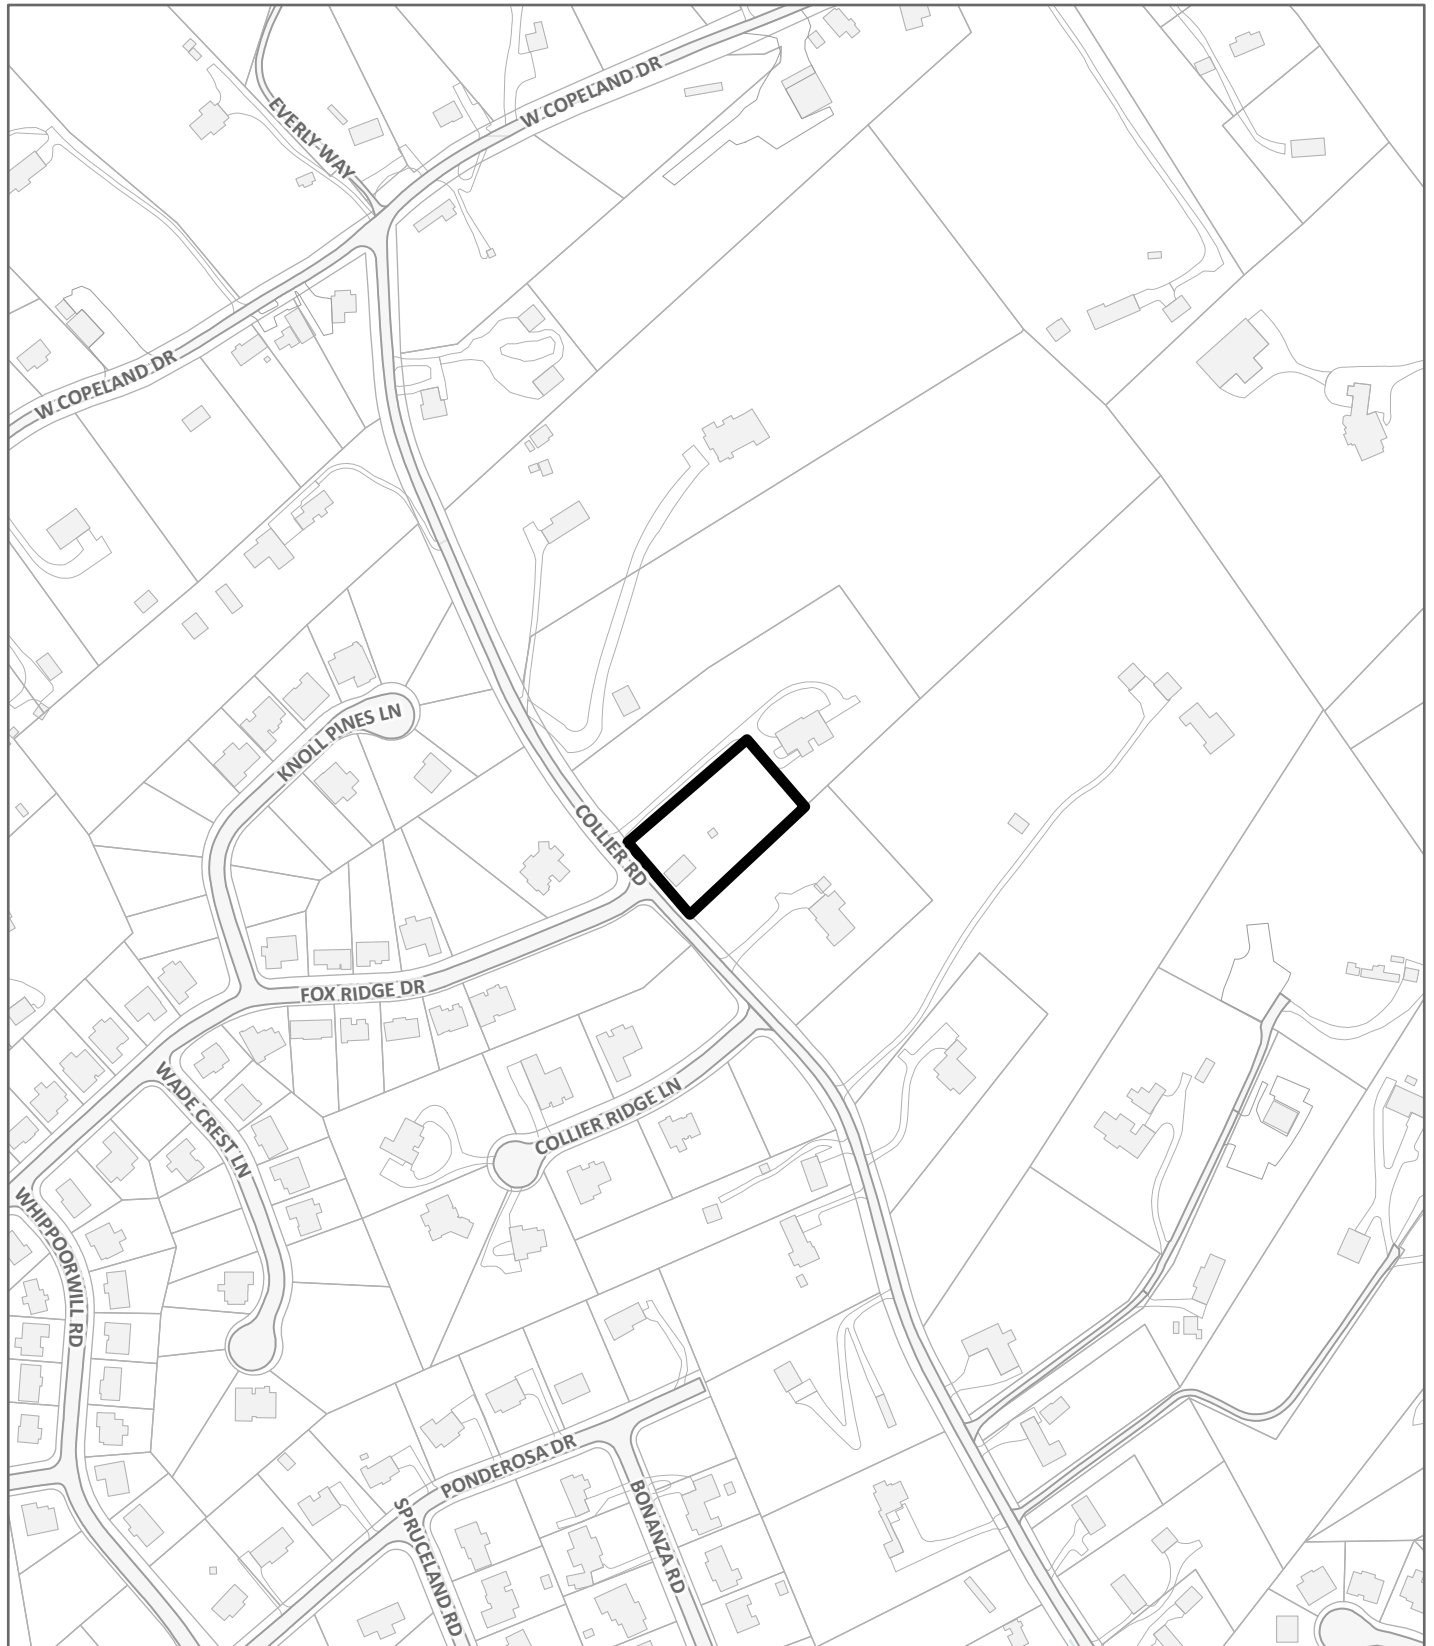 W COPELAND DR
EVERLY WAY
W COPELAND DR
KNOLL PINES LN
COLLIER RD
FOX RIDGE DR
WADE CREST LN
COLLIER RIDGE LN
WHIPPOORWILL RD
PONDEROSA DR
SPRUCELAND RD
BONANZA RD